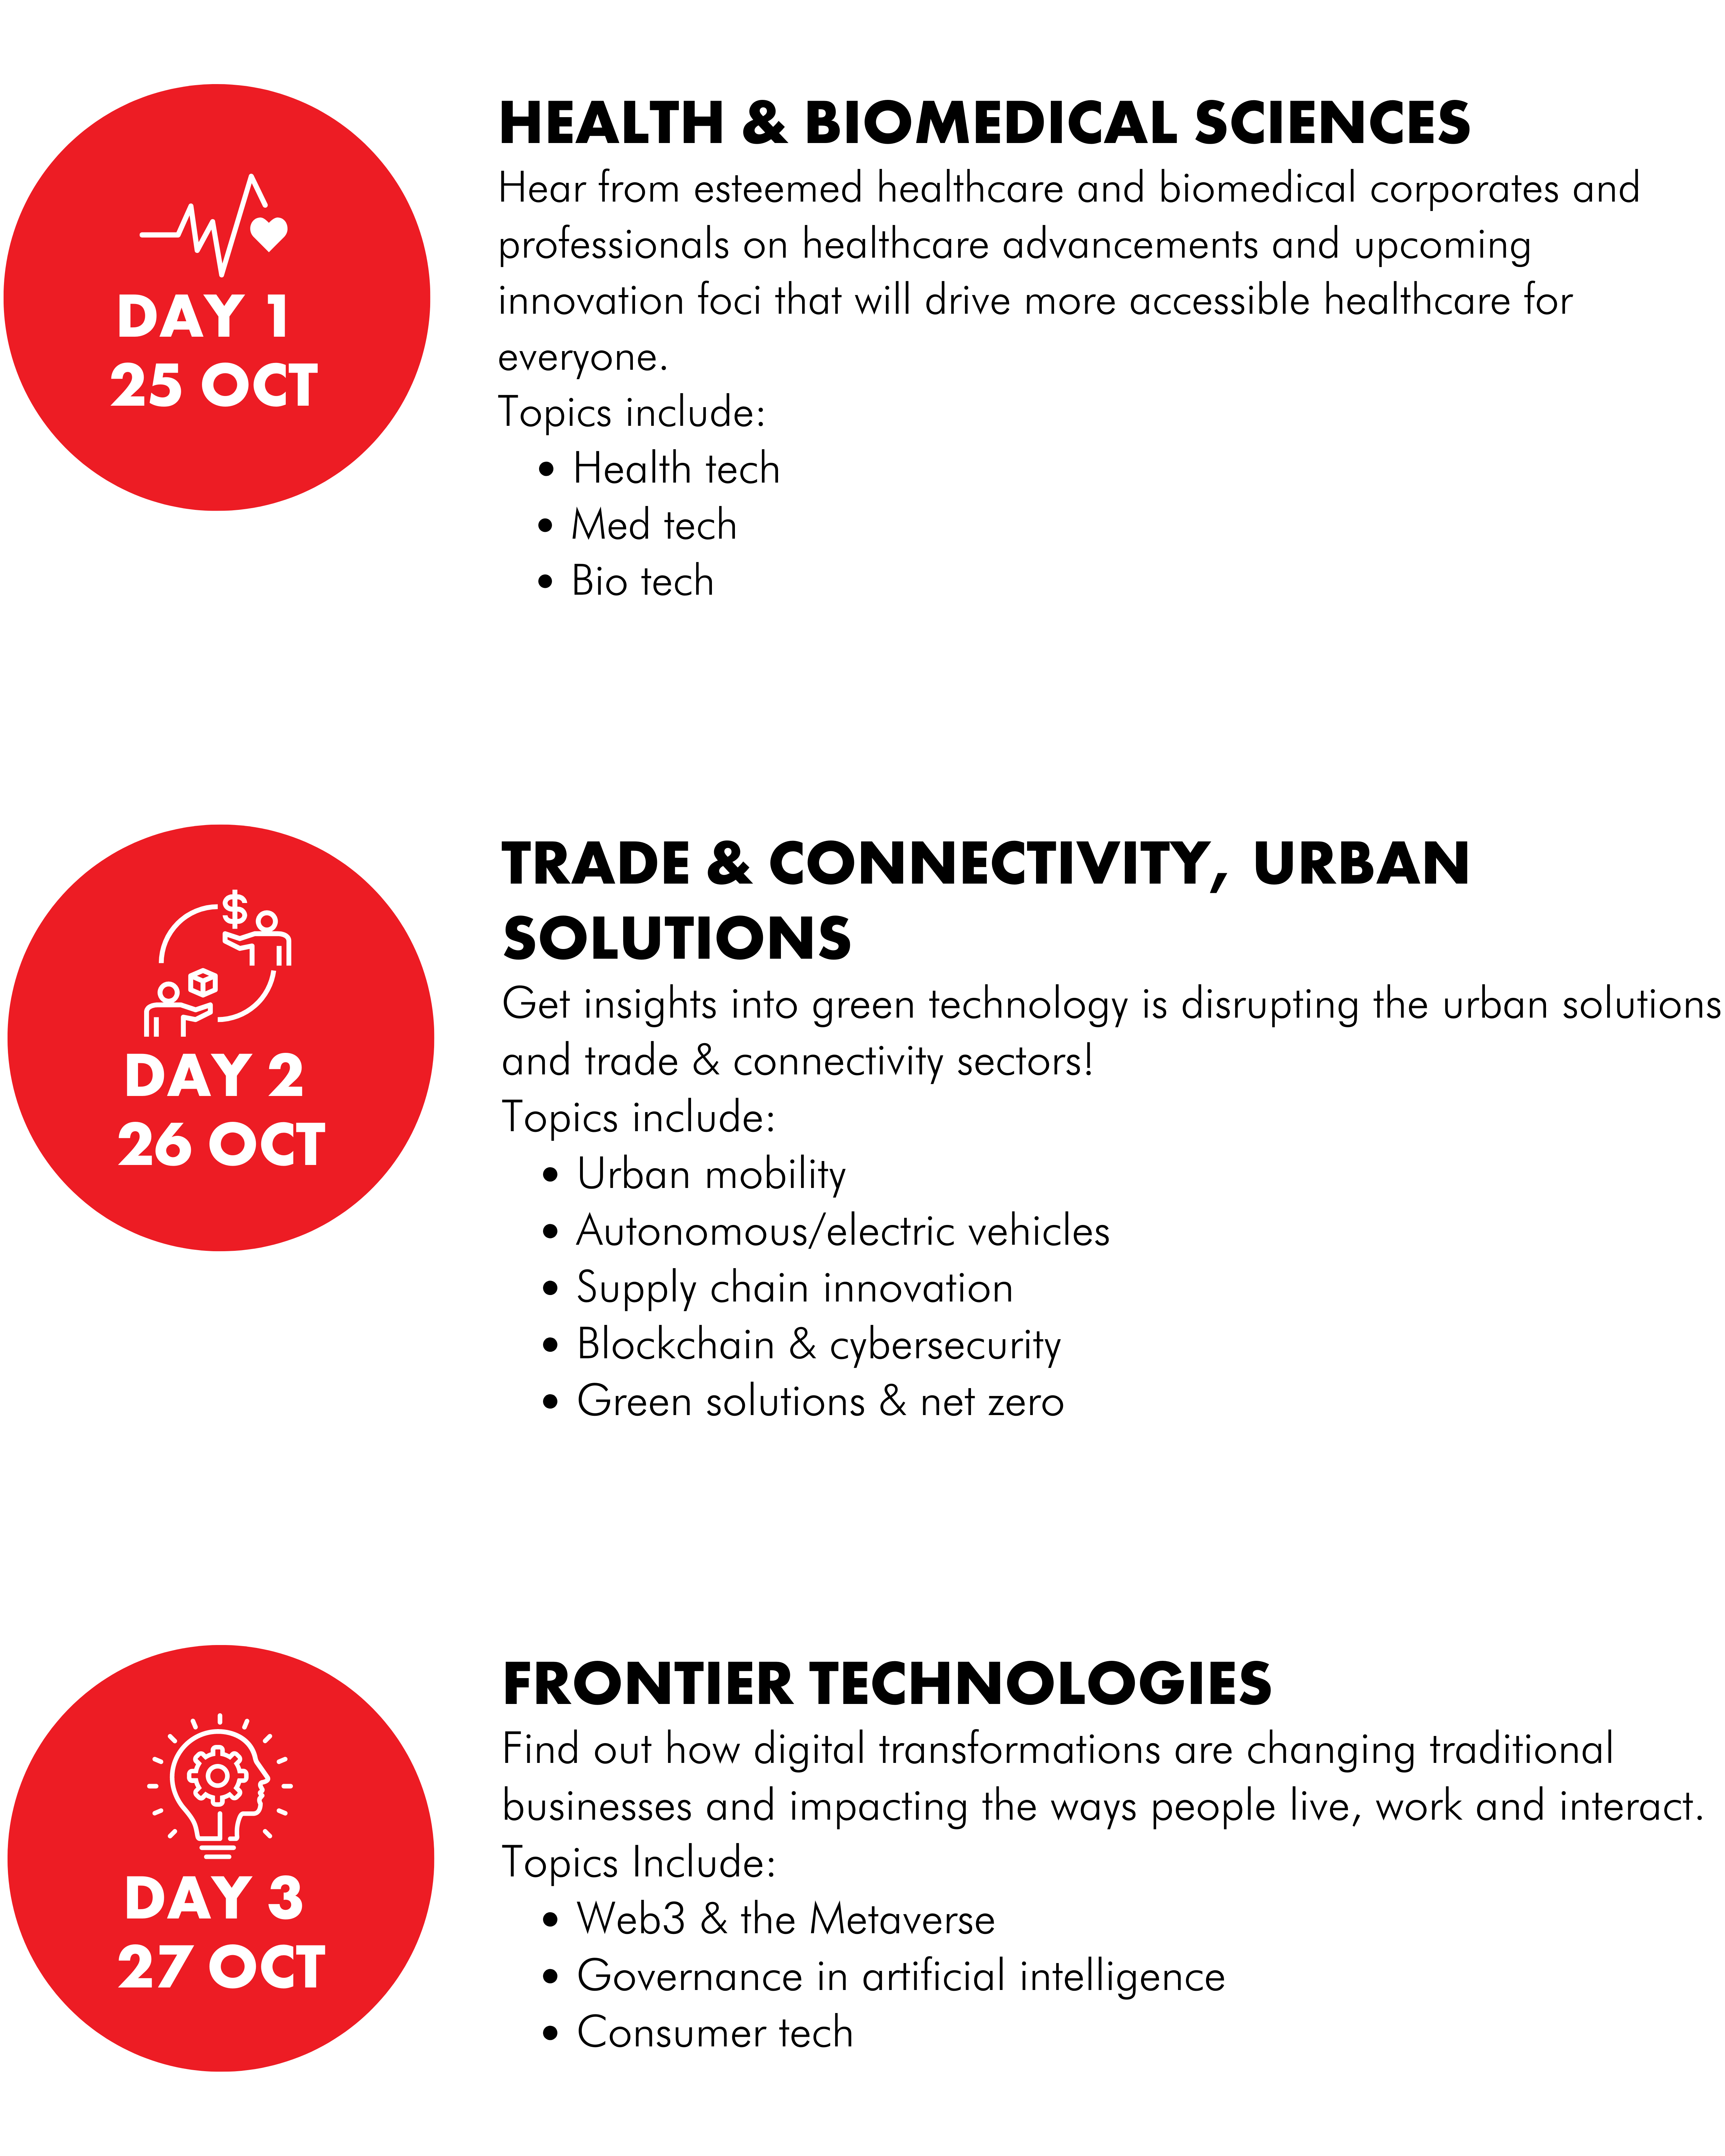 DAY 1
25 OCT
HEALTH & BIOMEDICAL SCIENCES
Hear from esteemed healthcare and biomedical corporates and
professionals on healthcare advancements and upcoming
innovation foci that will drive more accessible healthcare for
everyone.
Topics include:
• Health tech
• Med tech
• Bio tech
DAY 2
26 OCT
TRADE & CONNECTIVITY, URBAN
SOLUTIONS
Get insights into green technology is disrupting the urban solutions
and trade & connectivity sectors!
Topics include:
• Urban mobility
• Autonomous/electric vehicles
• Supply chain innovation
• Blockchain & cybersecurity
• Green solutions & net zero
DAY 3
27 OCT
FRONTIER TECHNOLOGIES
Find out how digital transformations are changing traditional
businesses and impacting the ways people live, work and interact.
Topics Include:
• Web3 & the Metaverse
• Governance in artificial intelligence
• Consumer tech